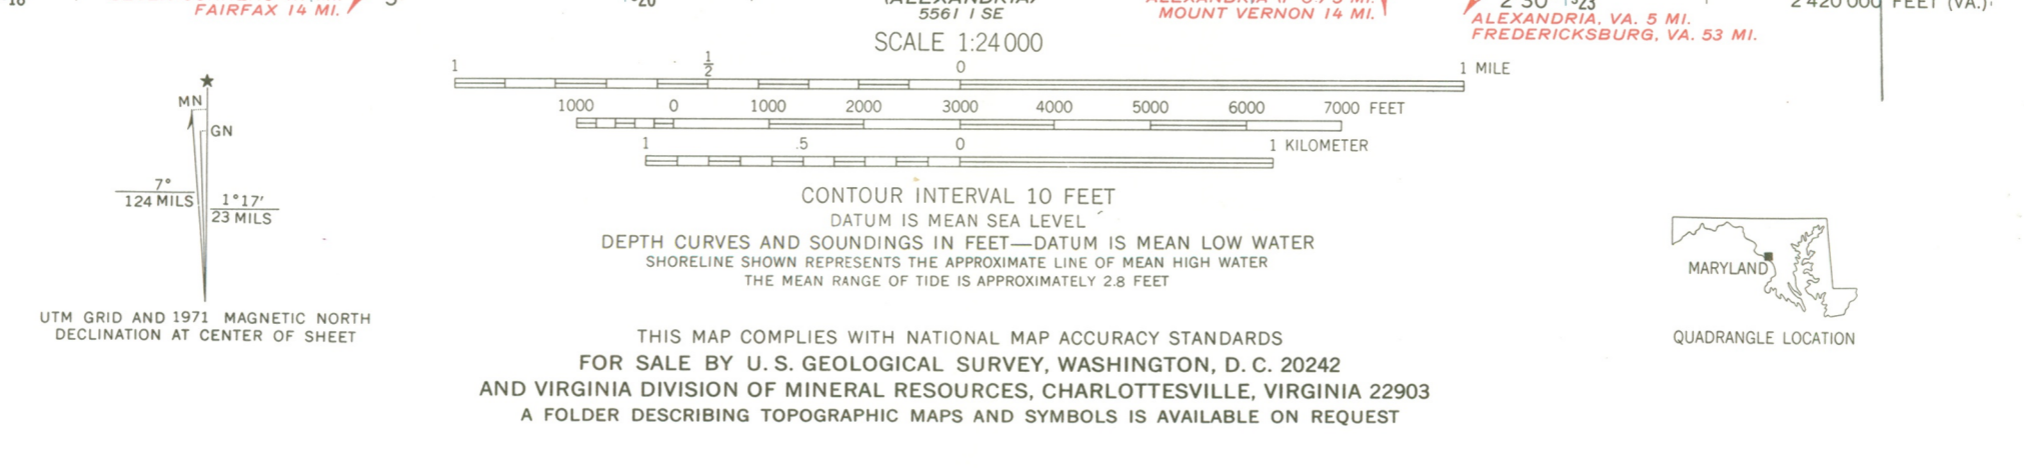 FAIRFAX 14 MI.
5561 I SE
MOUNT VERNON 14 MI.
2 420 000 FEET (VA.)
ALEXANDRIA, VA. 5 MI.
FREDERICKSBURG, VA. 53 MI.
SCALE 1:24 000
1 1/2 0 1 MILE
1000 0 1000 2000 3000 4000 5000 6000 7000 FEET
1 .5 0 1 KILOMETER
CONTOUR INTERVAL 10 FEET
DATUM IS MEAN SEA LEVEL
DEPTH CURVES AND SOUNDINGS IN FEET—DATUM IS MEAN LOW WATER
SHORELINE SHOWN REPRESENTS THE APPROXIMATE LINE OF MEAN HIGH WATER
THE MEAN RANGE OF TIDE IS APPROXIMATELY 2.8 FEET
★
MN
GN
7°
124 MILS
1°17′
23 MILS
UTM GRID AND 1971 MAGNETIC NORTH
DECLINATION AT CENTER OF SHEET
MARYLAND
QUADRANGLE LOCATION
THIS MAP COMPLIES WITH NATIONAL MAP ACCURACY STANDARDS
FOR SALE BY U. S. GEOLOGICAL SURVEY, WASHINGTON, D. C. 20242
AND VIRGINIA DIVISION OF MINERAL RESOURCES, CHARLOTTESVILLE, VIRGINIA 22903
A FOLDER DESCRIBING TOPOGRAPHIC MAPS AND SYMBOLS IS AVAILABLE ON REQUEST